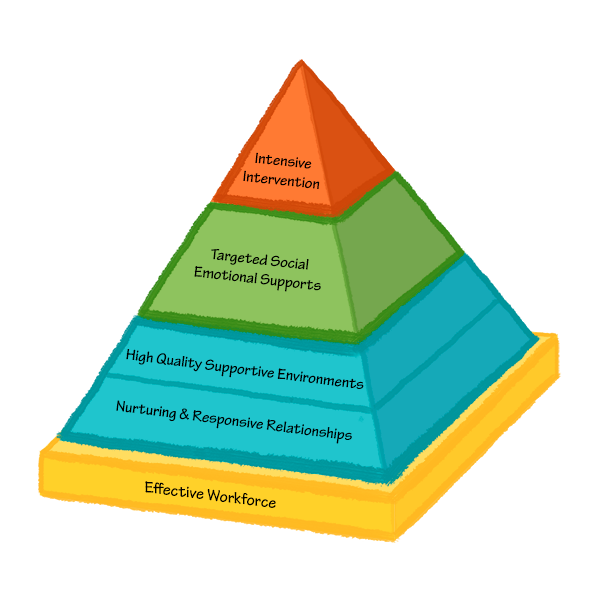 Intensive
Intervention
Targeted Social
Emotional Supports
High Quality Supportive Environments
Nurturing & Responsive Relationships
Effective Workforce